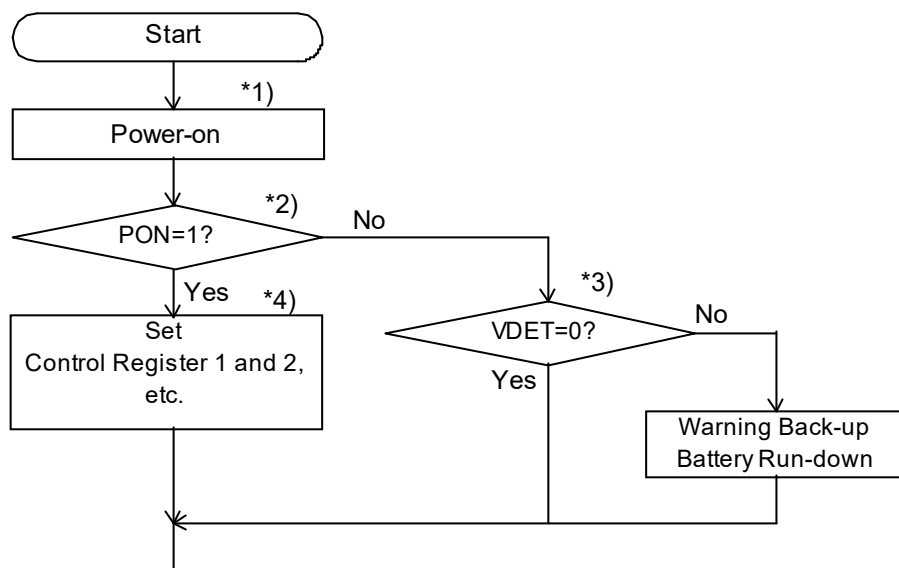 Start
*1)
Power-on
*2)
No
PON=1?
Yes
*4)
*3)
Set
Control Register 1 and 2,
etc.
VDET=0?
No
Yes
Warning Back-up
Battery Run-down